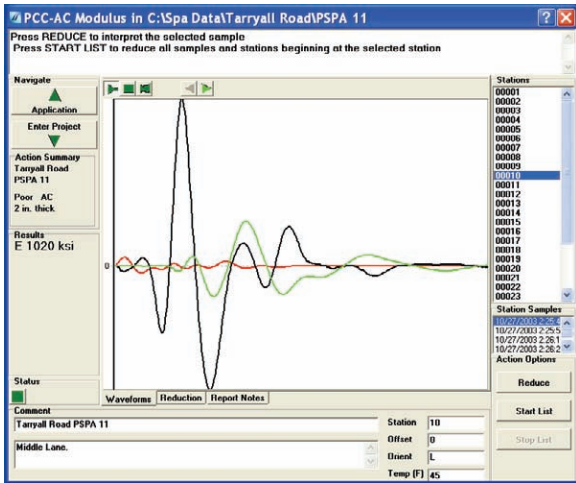 PCC-AC Modulus in C:\Spa Data\Tarryall Road\PSPA 11
Press REDUCE to interpret the selected sample
Press START LIST to reduce all samples and stations beginning at the selected station
Navigate
Application
Enter Project
Action Summary
Tarryall Road
PSPA 11
Poor AC
2 in. thick
Results
E 1020 ksi
Status
0
Waveforms
Reduction
Report Notes
Stations
00001
00002
00003
00004
00005
00006
00007
00008
00009
00010
00011
00012
00013
00014
00015
00016
00017
00018
00019
00020
00021
00022
00023
Station Samples
10/27/2003 2:25:4
10/27/2003 2:25:5
10/27/2003 2:26:1
10/27/2003 2:26:2
Action Options
Reduce
Start List
Stop List
Comment
Tarryall Road PSPA 11
Middle Lane.
Station 10
Offset 0
Orient L
Temp (F) 45